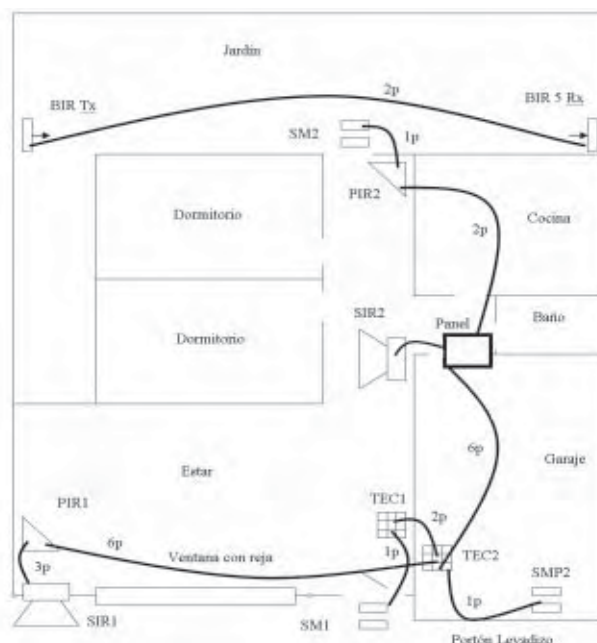 Jardín
2p
BIR Tx
BIR 5 Rx
SM2
1p
PIR2
Dormitorio
Cocina
2p
SIR2
Panel
Baño
Dormitorio
6p
Estar
Garaje
TEC1
PIR1
2p
6p
Ventana con reja
1p
TEC2
3p
SMP2
1p
SIR1
SM1
Portón Levadizo